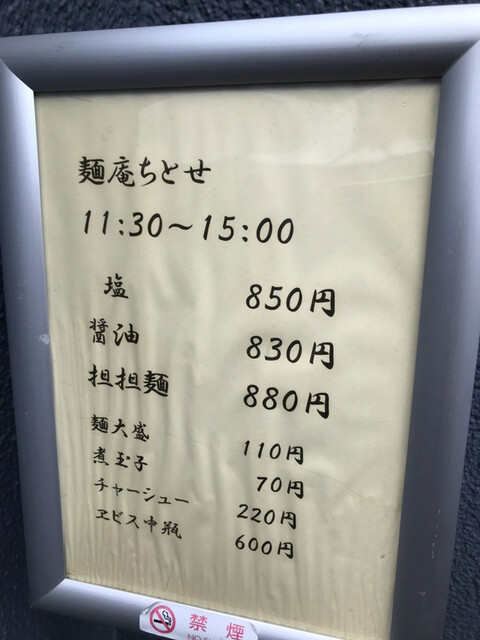 麺庵ちとせ
11:30～15:00
塩 850円
醤油 830円
担担麺 880円
麺大盛 110円
煮玉子 70円
チャーシュー 220円
ヱビス中瓶 600円
禁煙